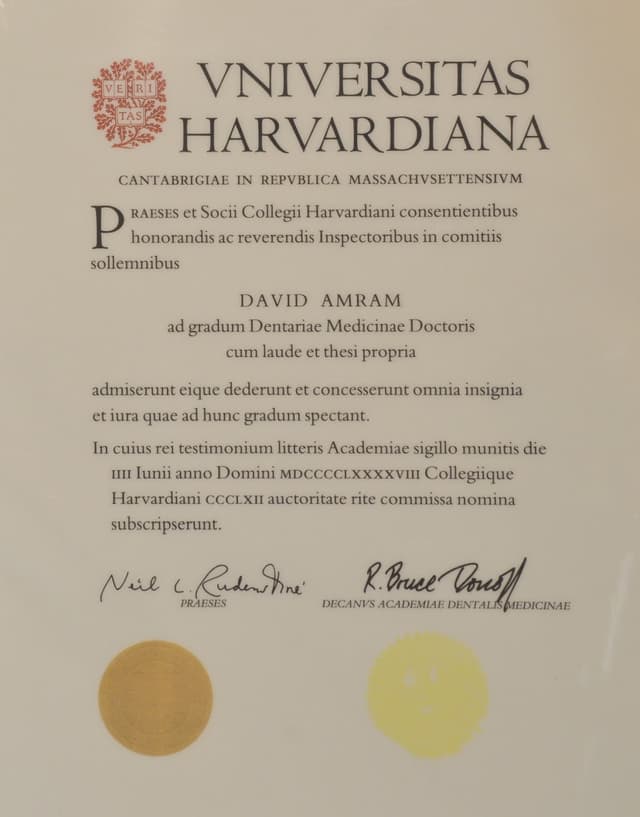 VE RI
TAS
VNIVERSITAS
HARVARDIANA
CANTABRIGIAE IN REPVBLICA MASSACHVSETTENSIVM
PRAESES et Socii Collegii Harvardiani consentientibus
honorandis ac reverendis Inspectoribus in comitiis
sollemnibus
DAVID AMRAM
ad gradum Dentariae Medicinae Doctoris
cum laude et thesi propria
admiserunt eique dederunt et concesserunt omnia insignia
et iura quae ad hunc gradum spectant.
In cuius rei testimonium litteris Academiae sigillo munitis die
IIII Iunii anno Domini MDCCCCLXXXXVIII Collegiique
Harvardiani CCCLXII auctoritate rite commissa nomina
subscripserunt.
Neil L. Rudenstine
PRAESES
R. Bruce Donoff
DECANVS ACADEMIAE DENTALIS MEDICINAE